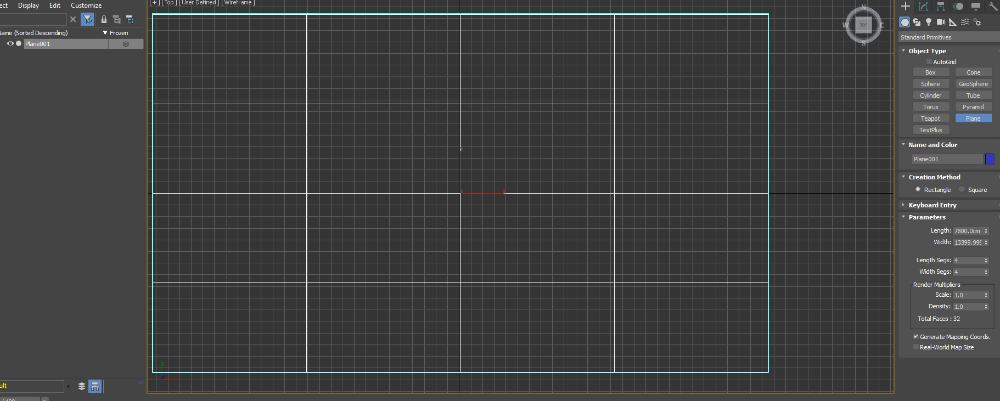 ect Display Edit Customize
Name (Sorted Descending) ▼ Frozen
Plane001
ult
/ 100 >
[ + ] [ Top ] [ User Defined ] [ Wireframe ]
y
z x
y
z x
N
W TOP E
S
Standard Primitives
Object Type
AutoGrid
Box Cone
Sphere GeoSphere
Cylinder Tube
Torus Pyramid
Teapot Plane
TextPlus
Name and Color
Plane001
Creation Method
Rectangle Square
Keyboard Entry
Parameters
Length: 7800.0cm
Width: 13399.999
Length Segs: 4
Width Segs: 4
Render Multipliers
Scale: 1.0
Density: 1.0
Total Faces : 32
Generate Mapping Coords.
Real-World Map Size